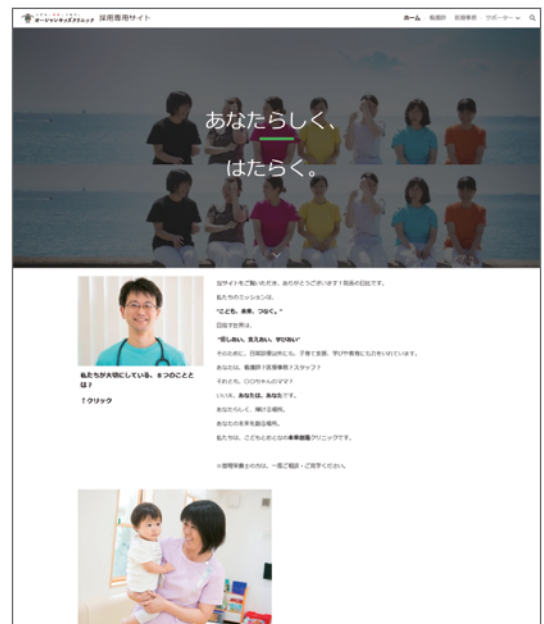 オーシャンキッズクリニック 採用専用サイト
ホーム 看護師 医療事務 サポーター
あなたらしく、
はたらく。
当サイトをご覧いただき、ありがとうございます！院長の日比です。
私たちのミッションは、
"こども、未来、つなぐ。"
目指す世界は、
"癒しあい、支えあい、学びあい"
そのために、日常診療以外にも、子育て支援、学びや教育にも力をいれています。
あなたは、看護師？医療事務？スタッフ？
それとも、〇〇ちゃんのママ？
いいえ、あなたは、あなたです。
あなたらしく、輝ける場所。
あなたの未来を創る場所。
私たちは、こどもとおとなの未来創造クリニックです。
※管理栄養士の方は、一度ご相談・ご見学ください。
私たちが大切にしている、8つのこととは？
↑クリック